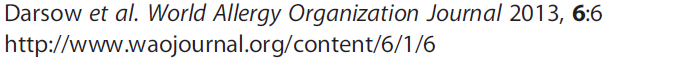 Darsow et al. World Allergy Organization Journal 2013, 6:6
http://www.waojournal.org/content/6/1/6